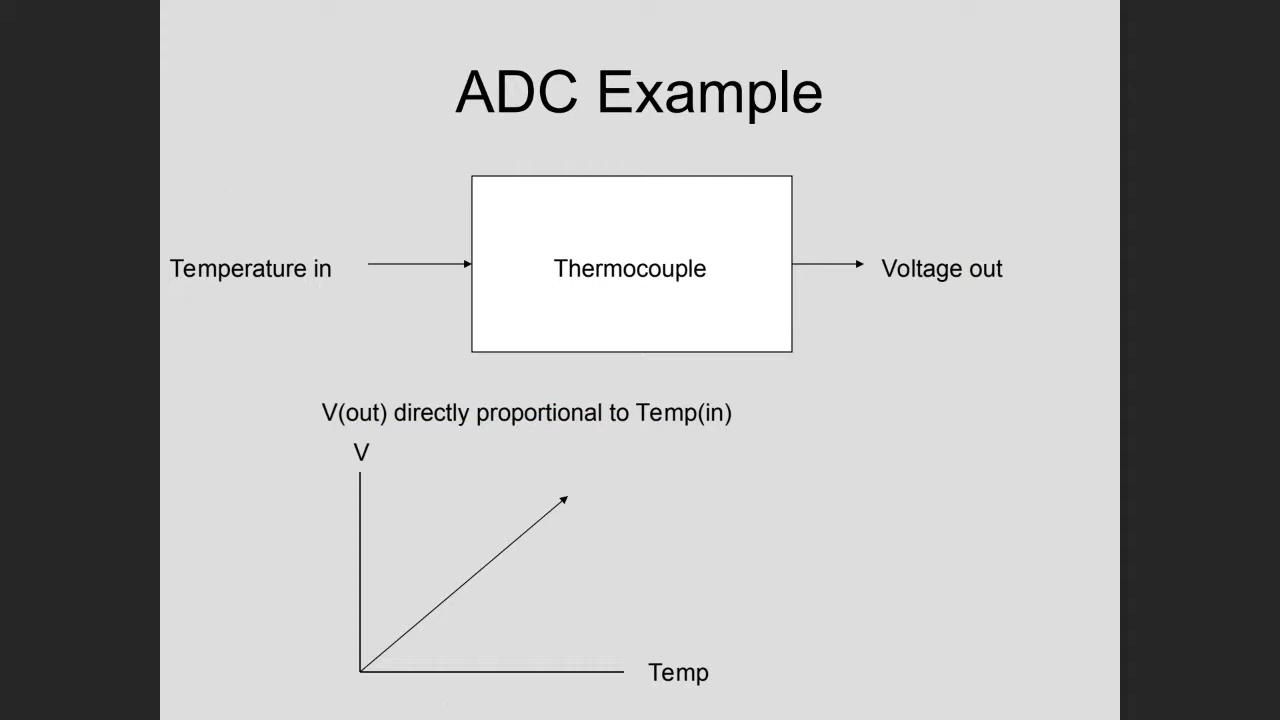 ADC Example
Temperature in
Thermocouple
Voltage out
V(out) directly proportional to Temp(in)
V
Temp